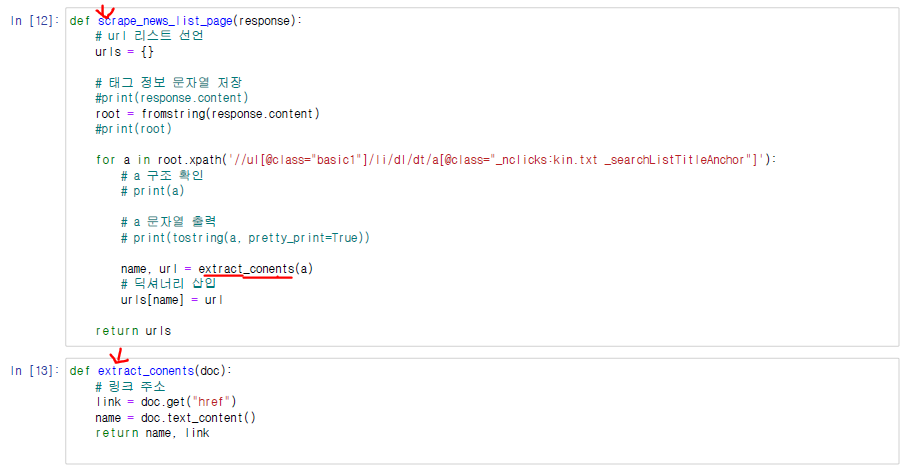 In [12]: def scrape_news_list_page(response):
# url 리스트 선언
urls = {}
# 태그 정보 문자열 저장
#print(response.content)
root = fromstring(response.content)
#print(root)
for a in root.xpath('//ul[@class="basic1"]/li/dl/dt/a[@class="_nclicks:kin.txt _searchListTitleAnchor"]'):
# a 구조 확인
# print(a)
# a 문자열 출력
# print(tostring(a, pretty_print=True))
name, url = extract_conents(a)
# 딕셔너리 삽입
urls[name] = url
return urls
In [13]: def extract_conents(doc):
# 링크 주소
link = doc.get("href")
name = doc.text_content()
return name, link